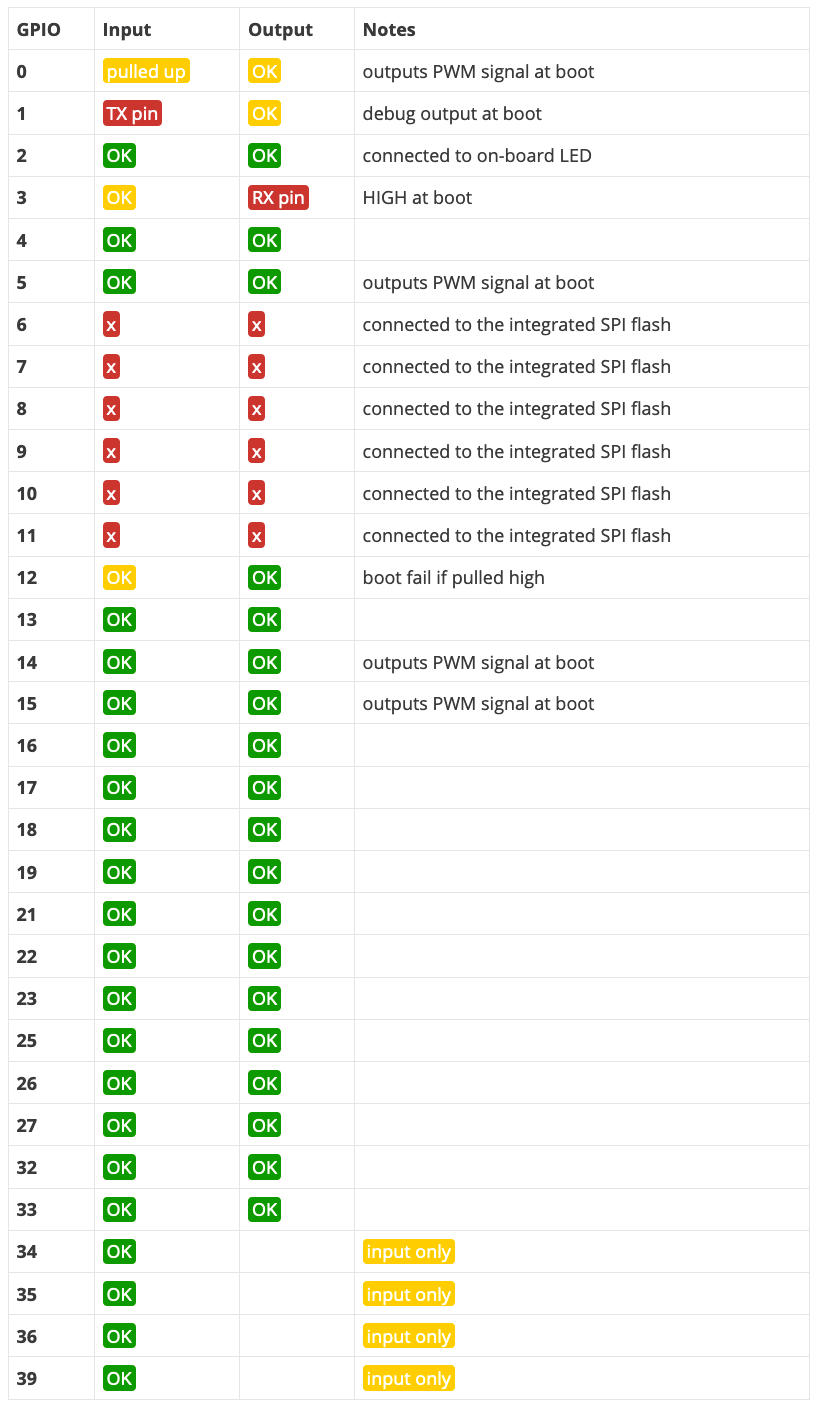 GPIO Input Output Notes
0 pulled up OK outputs PWM signal at boot
1 TX pin OK debug output at boot
2 OK OK connected to on-board LED
3 OK RX pin HIGH at boot
4 OK OK
5 OK OK outputs PWM signal at boot
6 x x connected to the integrated SPI flash
7 x x connected to the integrated SPI flash
8 x x connected to the integrated SPI flash
9 x x connected to the integrated SPI flash
10 x x connected to the integrated SPI flash
11 x x connected to the integrated SPI flash
12 OK OK boot fail if pulled high
13 OK OK
14 OK OK outputs PWM signal at boot
15 OK OK outputs PWM signal at boot
16 OK OK
17 OK OK
18 OK OK
19 OK OK
21 OK OK
22 OK OK
23 OK OK
25 OK OK
26 OK OK
27 OK OK
32 OK OK
33 OK OK
34 OK input only
35 OK input only
36 OK input only
39 OK input only